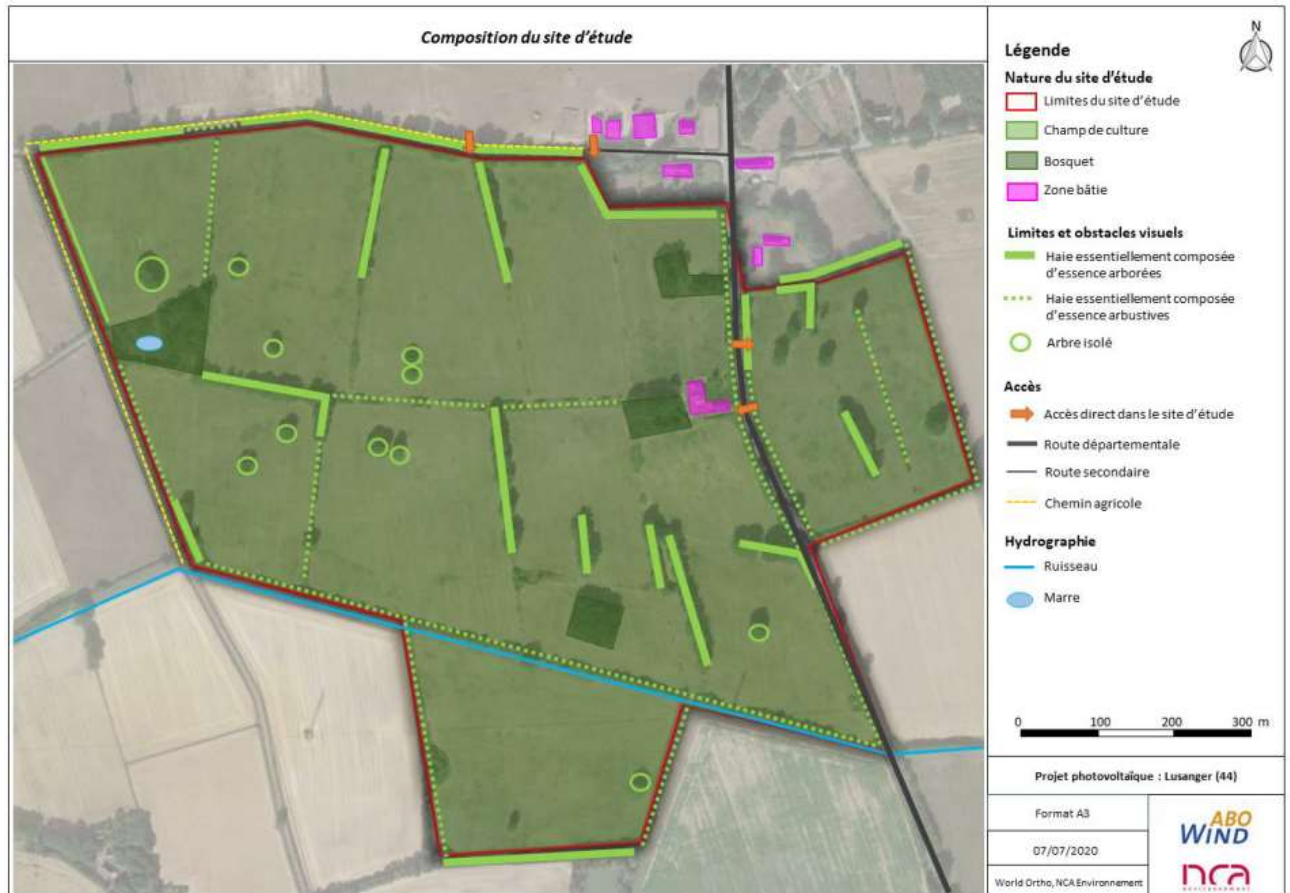 Composition du site d'étude
N
Légende
Nature du site d'étude
Limites du site d'étude
Champ de culture
Bosquet
Zone bâtie
Limites et obstacles visuels
Haie essentiellement composée
d'essence arborées
Haie essentiellement composée
d'essence arbustives
Arbre isolé
Accès
Accès direct dans le site d'étude
Route départementale
Route secondaire
Chemin agricole
Hydrographie
Ruisseau
Marre
0 100 200 300 m
Projet photovoltaïque : Lusanger (44)
Format A3
07/07/2020
World Ortho, NCA Environnement
ABO
WIND
nca
environnement